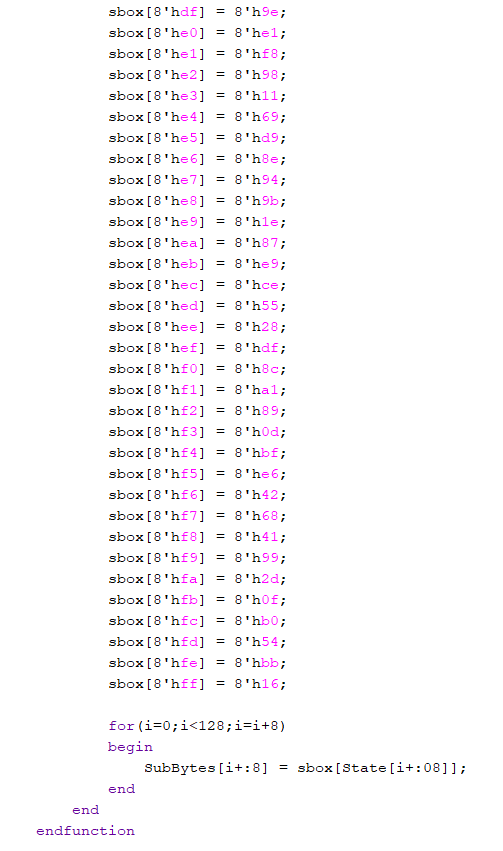 sbox[8'hdf] = 8'h9e;
sbox[8'he0] = 8'he1;
sbox[8'he1] = 8'hf8;
sbox[8'he2] = 8'h98;
sbox[8'he3] = 8'h11;
sbox[8'he4] = 8'h69;
sbox[8'he5] = 8'hd9;
sbox[8'he6] = 8'h8e;
sbox[8'he7] = 8'h94;
sbox[8'he8] = 8'h9b;
sbox[8'he9] = 8'h1e;
sbox[8'hea] = 8'h87;
sbox[8'heb] = 8'he9;
sbox[8'hec] = 8'hce;
sbox[8'hed] = 8'h55;
sbox[8'hee] = 8'h28;
sbox[8'hef] = 8'hdf;
sbox[8'hf0] = 8'h8c;
sbox[8'hf1] = 8'ha1;
sbox[8'hf2] = 8'h89;
sbox[8'hf3] = 8'h0d;
sbox[8'hf4] = 8'hbf;
sbox[8'hf5] = 8'he6;
sbox[8'hf6] = 8'h42;
sbox[8'hf7] = 8'h68;
sbox[8'hf8] = 8'h41;
sbox[8'hf9] = 8'h99;
sbox[8'hfa] = 8'h2d;
sbox[8'hfb] = 8'h0f;
sbox[8'hfc] = 8'hb0;
sbox[8'hfd] = 8'h54;
sbox[8'hfe] = 8'hbb;
sbox[8'hff] = 8'h16;
for(i=0;i<128;i=i+8)
begin
SubBytes[i+:8] = sbox[State[i+:08]];
end
end
endfunction